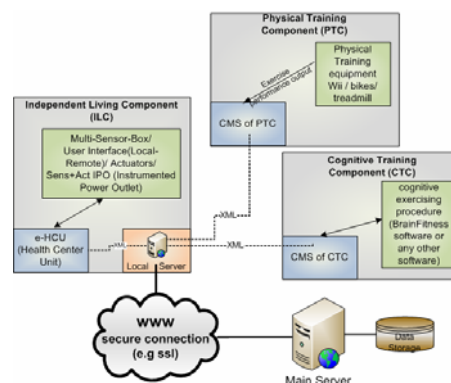 Physical Training
Component (PTC)
Physical
Training
equipment
Wii / bikes/
treadmill
Exercise
performance output
CMS of PTC
Independent Living Component
(ILC)
Multi-Sensor-Box/
User Interface(Local-
Remote)/ Actuators/
Sens+Act IPO (Instrumented
Power Outlet)
e-HCU
(Health Center
Unit)
XML
Local Server
XML
XML
Cognitive Training
Component (CTC)
cognitive
exercising
procedure
(BrainFitness
software or
any other
software)
CMS of CTC
WWW
secure connection
(e.g ssl)
Data
Storage
Main Server